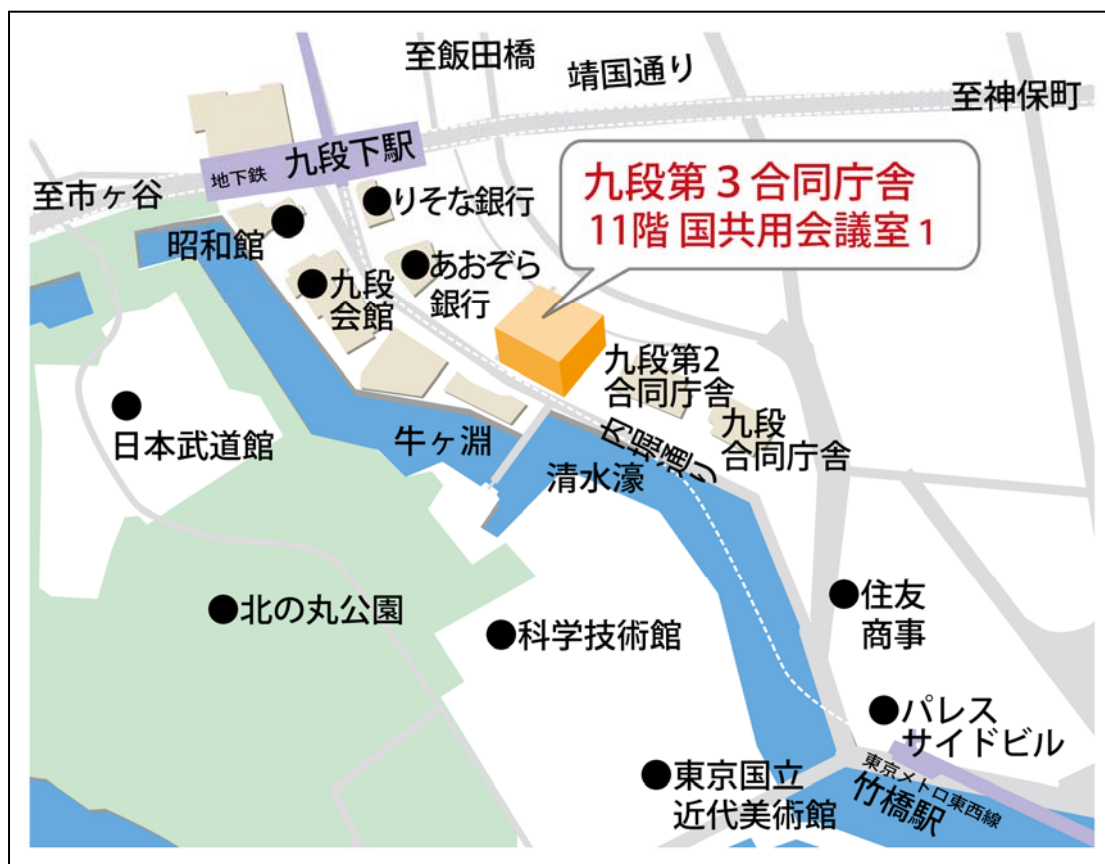 至飯田橋
靖国通り
至神保町
地下鉄 九段下駅
至市ヶ谷
りそな銀行
昭和館
あおぞら
銀行
九段
会館
九段第3合同庁舎
11階 国共用会議室1
九段第2
合同庁舎
九段
合同庁舎
内堀通り
日本武道館
牛ヶ淵
清水濠
北の丸公園
科学技術館
住友
商事
パレス
サイドビル
東京国立
近代美術館
東京メトロ東西線
竹橋駅